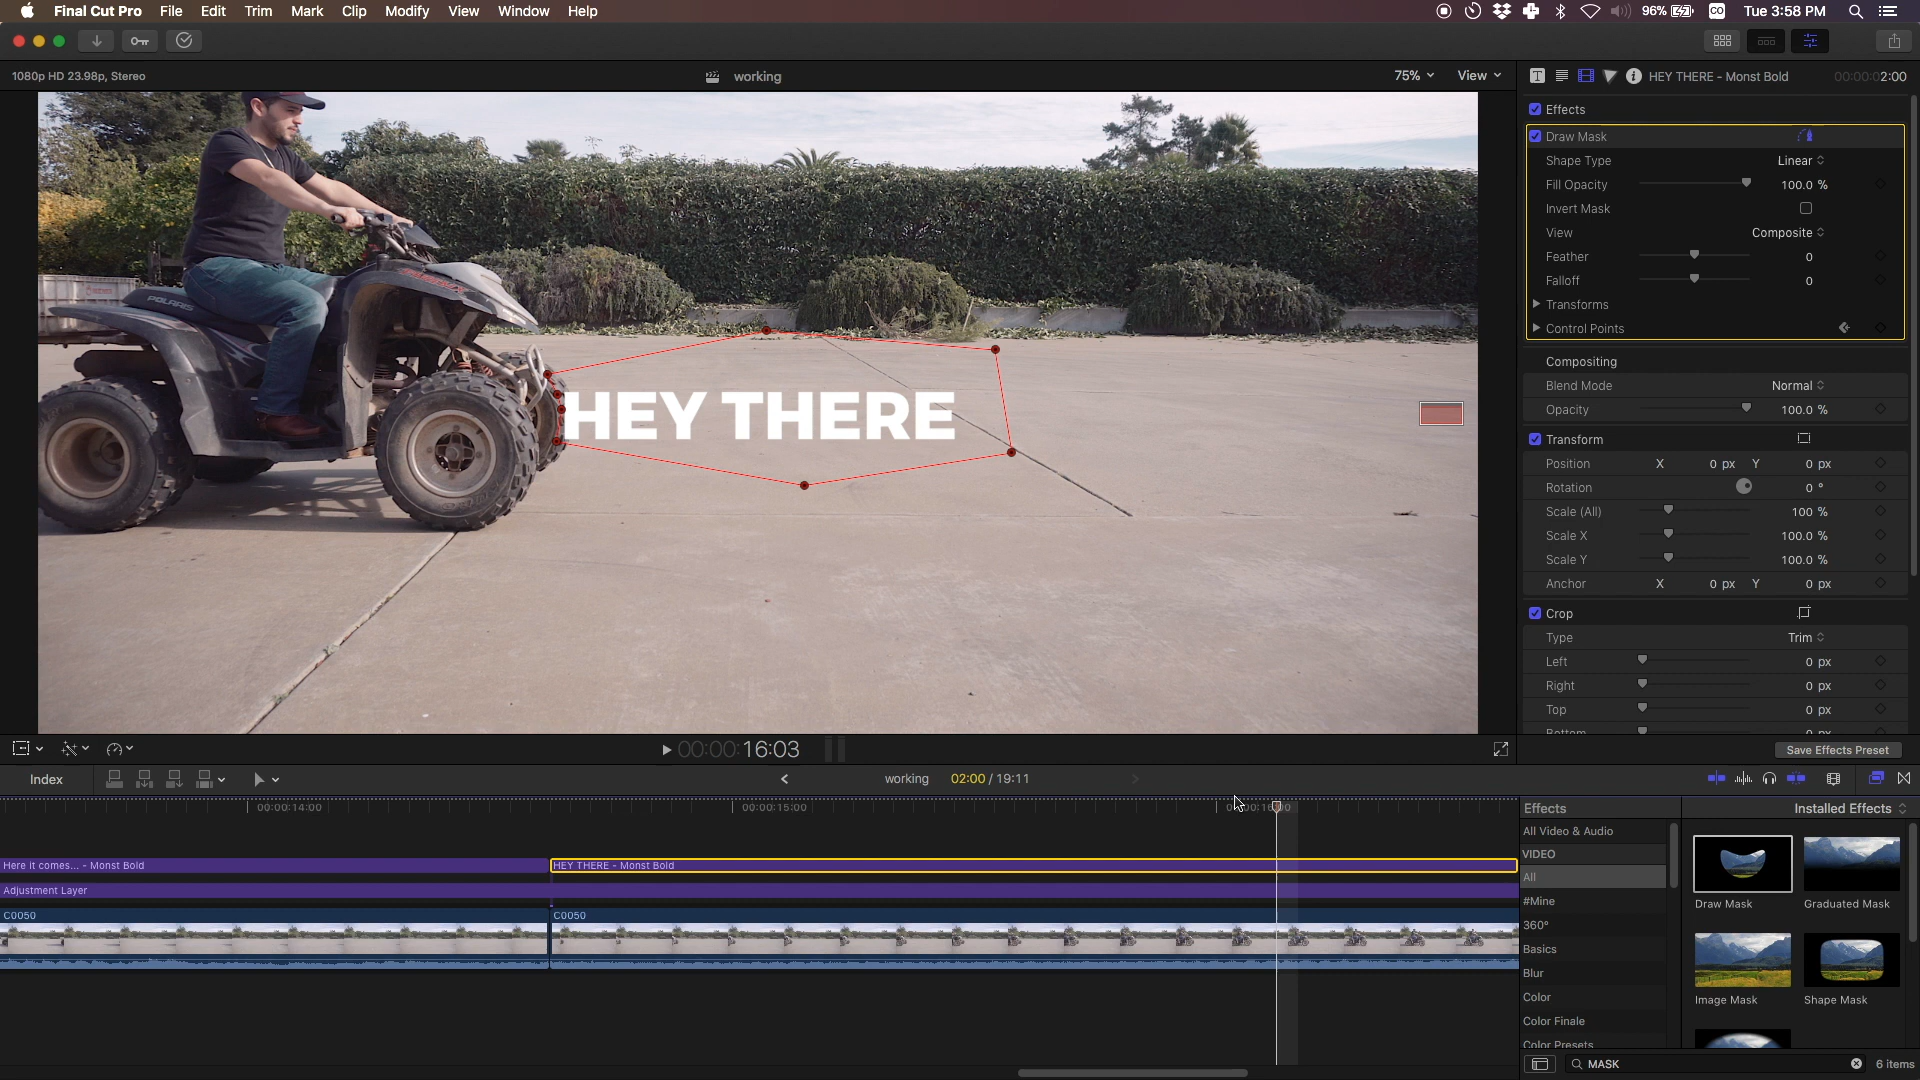 Final Cut Pro File Edit Trim Mark Clip Modify View Window Help
96% Tue 3:58 PM
1080p HD 23.98p, Stereo
working
75% View
HEY THERE - Monst Bold 00:00:02:00
Effects
Draw Mask
Shape Type Linear
Fill Opacity 100.0 %
Invert Mask
View Composite
Feather 0
Falloff 0
Transforms
Control Points
Compositing
Blend Mode Normal
Opacity 100.0 %
Transform
Position X 0 px Y 0 px
Rotation 0 °
Scale (All) 100 %
Scale X 100.0 %
Scale Y 100.0 %
Anchor X 0 px Y 0 px
Crop
Type Trim
Left 0 px
Right 0 px
Top 0 px
Bottom 0 px
Save Effects Preset
POLARIS
HEY THERE
00:00:16:03
Index
working 02:00 / 19:11
00:00:14:00 00:00:15:00
Here it comes... - Monst Bold
HEY THERE - Monst Bold
Adjustment Layer
C0050
C0050
Effects
Installed Effects
All Video & Audio
VIDEO
All
#Mine
360°
Basics
Blur
Color
Color Finale
Color Presets
Draw Mask
Graduated Mask
Image Mask
Shape Mask
MASK
6 items